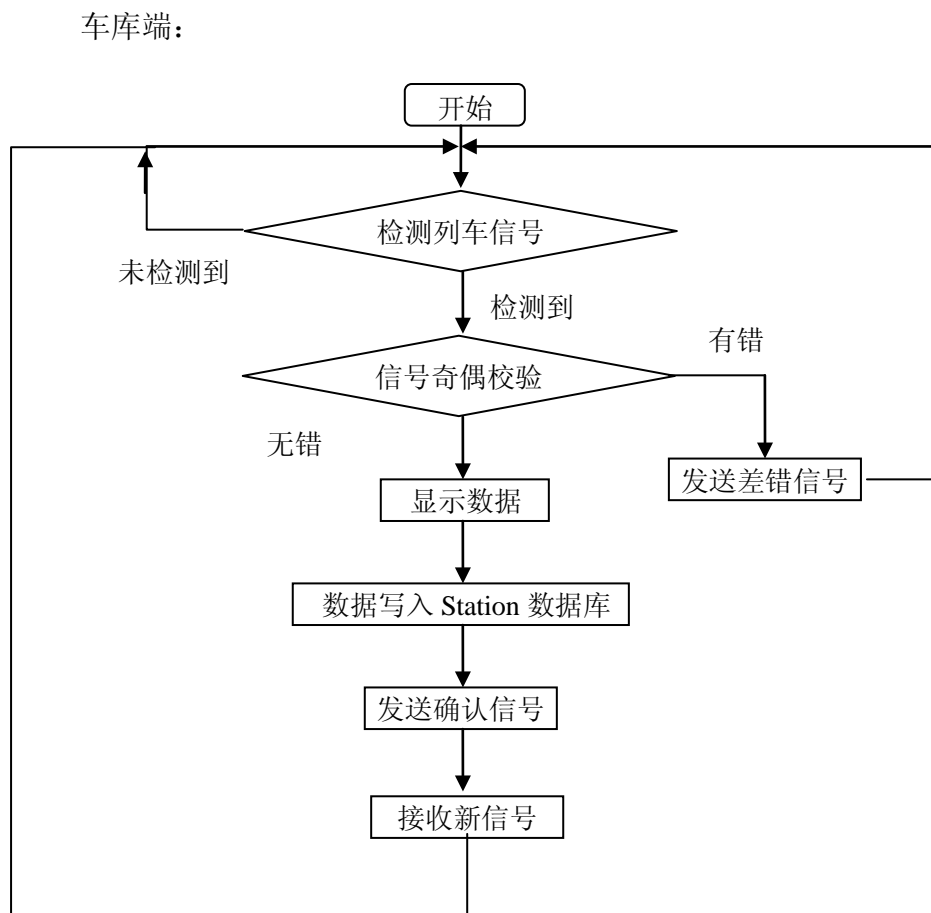 车库端：
开始
检测列车信号
未检测到
检测到
有错
信号奇偶校验
无错
发送差错信号
显示数据
数据写入 Station 数据库
发送确认信号
接收新信号